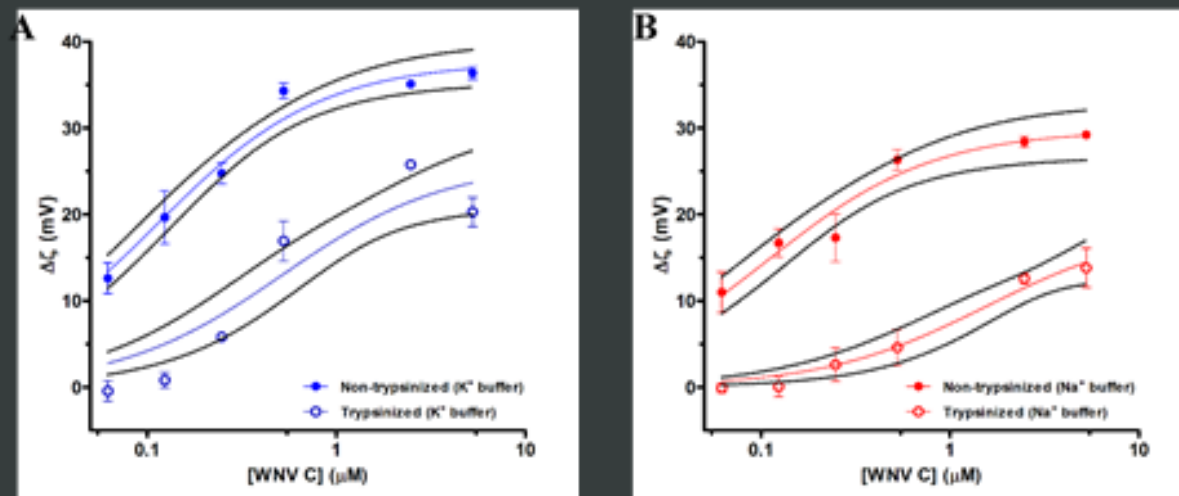 A
B
40
30
20
10
0
Δζ (mV)
Non-trypsinized (K⁺ buffer)
Trypsinized (K⁺ buffer)
0.1
1
10
[WNV C] (μM)
40
30
20
10
0
Δζ (mV)
Non-trypsinized (Na⁺ buffer)
Trypsinized (Na⁺ buffer)
0.1
1
10
[WNV C] (μM)